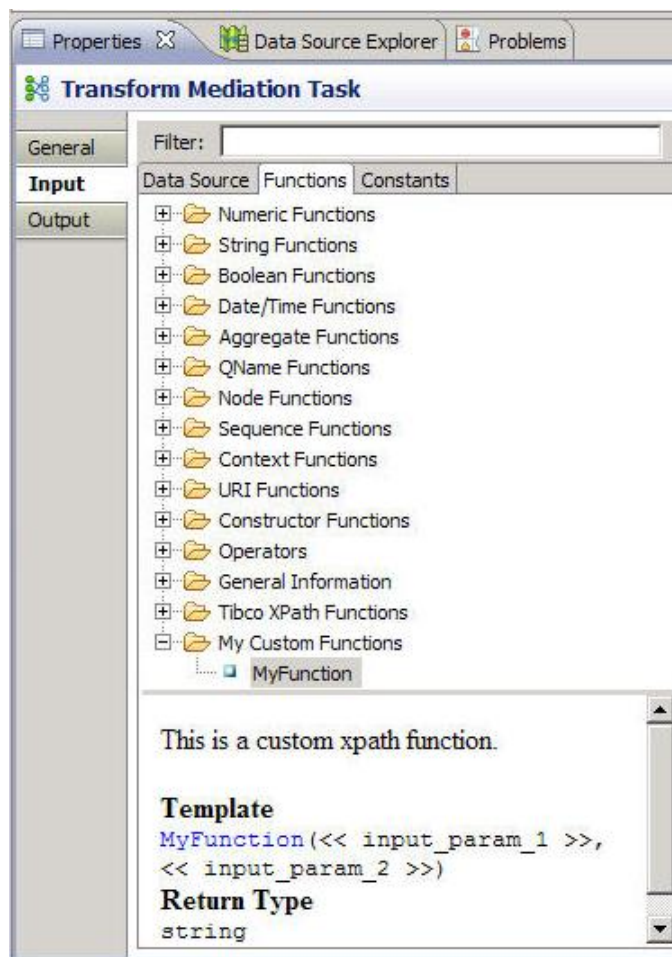 Properties Data Source Explorer Problems
Transform Mediation Task
General
Input
Output
Filter:
Data Source Functions Constants
Numeric Functions
String Functions
Boolean Functions
Date/Time Functions
Aggregate Functions
QName Functions
Node Functions
Sequence Functions
Context Functions
URI Functions
Constructor Functions
Operators
General Information
Tibco XPath Functions
My Custom Functions
MyFunction
This is a custom xpath function.
Template
MyFunction(<< input_param_1 >>,
<< input_param_2 >>)
Return Type
string